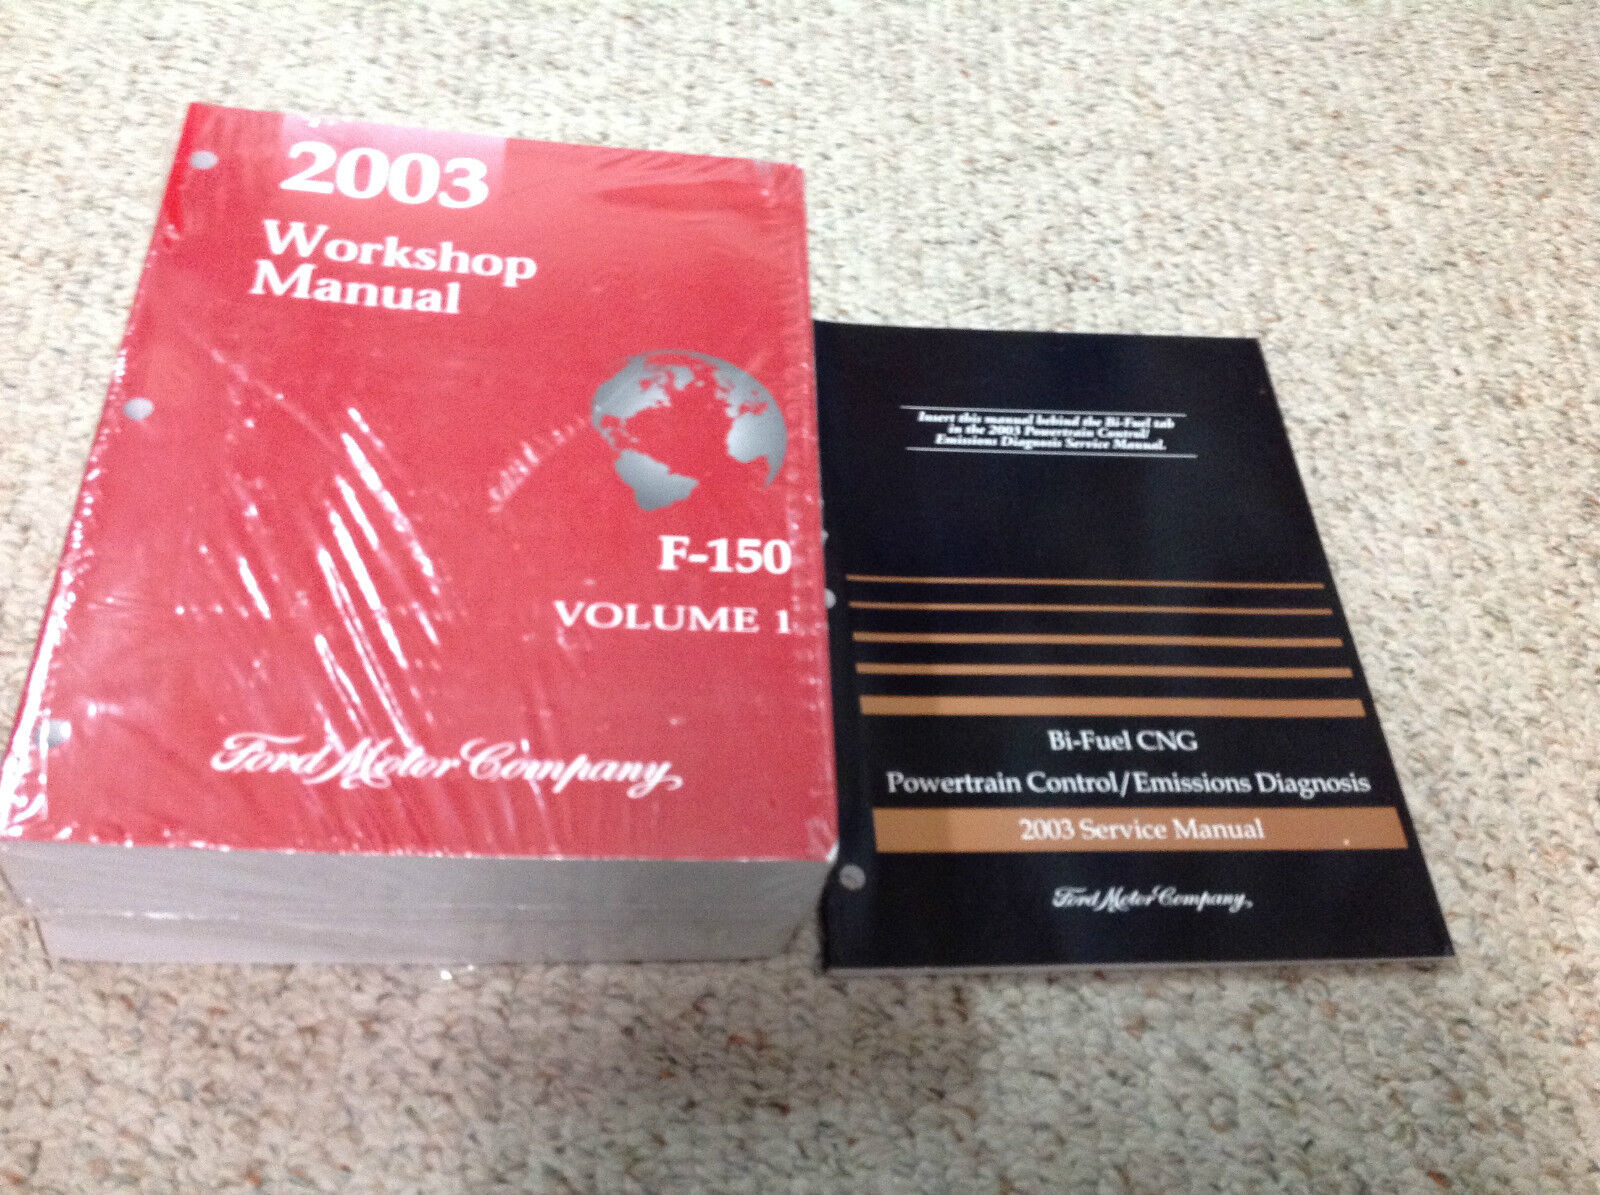 2003
Workshop
Manual
F-150
VOLUME 1
Ford Motor Company
Insert this manual behind the Bi-Fuel tab
in the 2003 Powertrain Control/
Emissions Diagnosis Service Manual.
Bi-Fuel CNG
Powertrain Control/Emissions Diagnosis
2003 Service Manual
Ford Motor Company